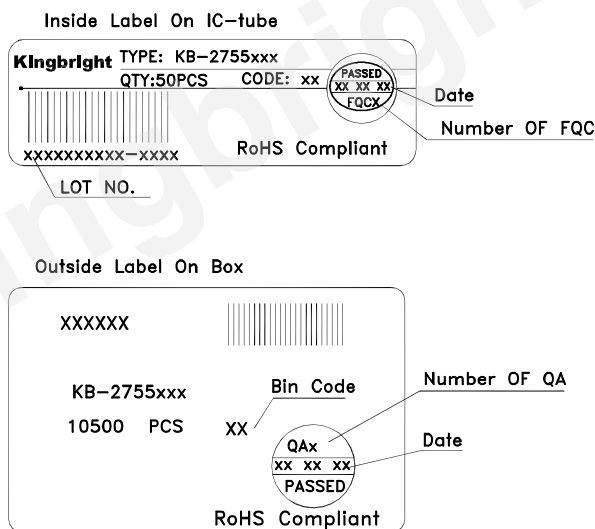 Inside Label On IC-tube
Kingbright TYPE: KB-2755xxx
QTY:50PCS CODE: xx
PASSED
xx xx xx
FQCX
Date
Number OF FQC
xxxxxxxxxxx-xxxx
RoHS Compliant
LOT NO.
Outside Label On Box
XXXXXX
KB-2755xxx
Bin Code
Number OF QA
10500 PCS
XX
QAx
Date
xx xx xx
PASSED
RoHS Compliant
Kingbright